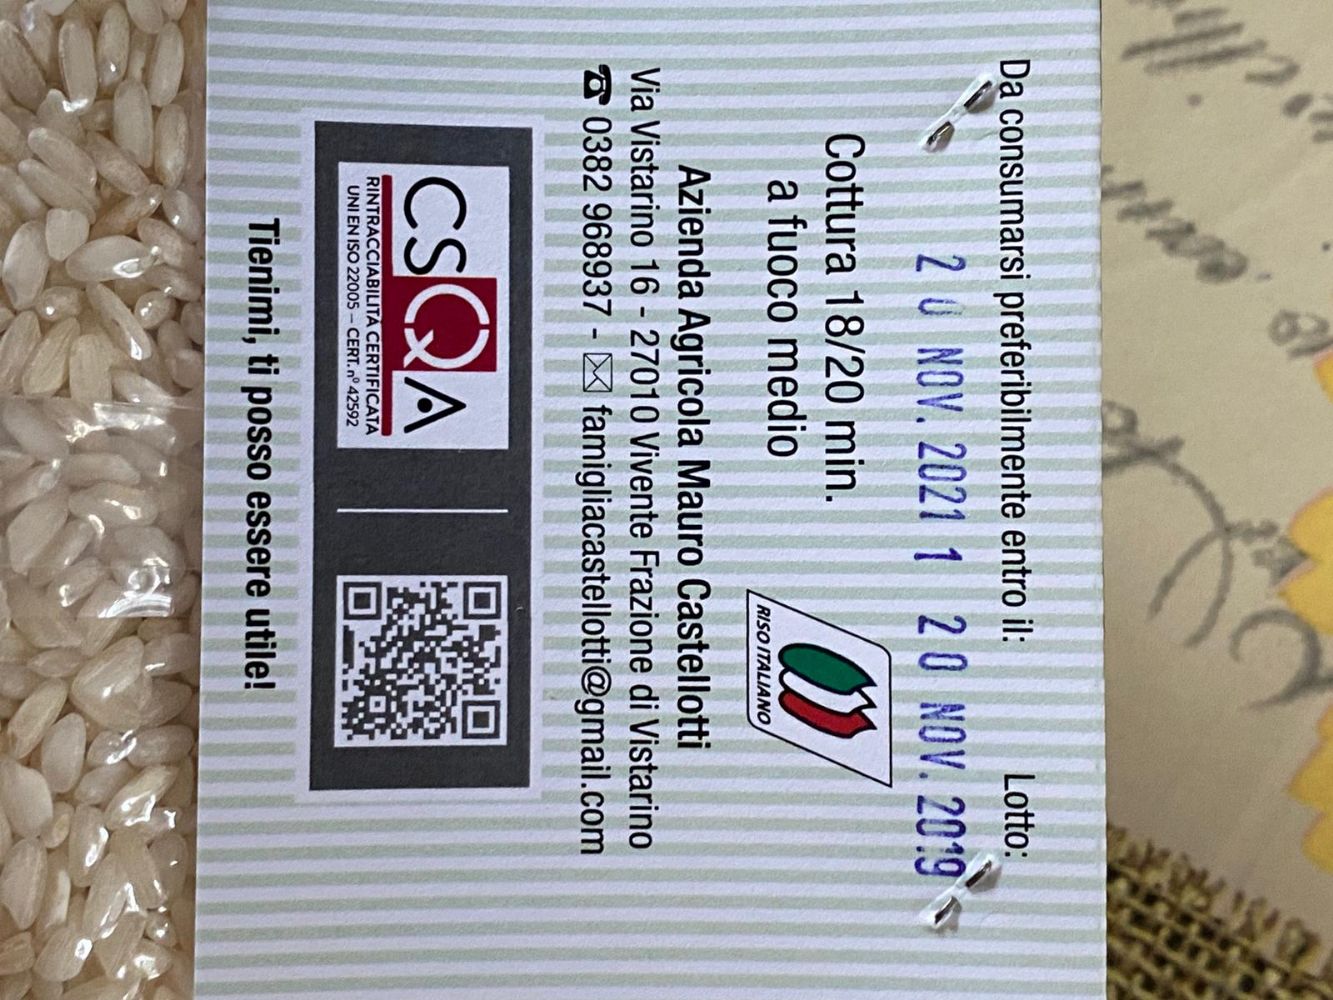 Da consumarsi preferibilmente entro il: Lotto:
20 NOV. 2021 1 20 NOV. 2019
Cottura 18/20 min.
a fuoco medio
RISO ITALIANO
Azienda Agricola Mauro Castellotti
Via Vistarino 16 - 27010 Vivente Frazione di Vistarino
☎ 0382 968937 - ✉ famigliacastellotti@gmail.com
CSQA
RINTRACCIABILITÀ CERTIFICATA
UNI EN ISO 22005 – CERT. nº 42592
Tienimi, ti posso essere utile!